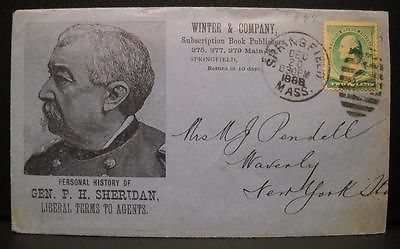 WINTER & COMPANY,
Subscription Book Publishers
275, 277, 279 Main
SPRINGFIELD,
Return in 10 days
SPRINGFIELD
DEC
1888
MASS.
Mrs M J Pendell
Waverly
New York
PERSONAL HISTORY OF
GEN. P. H. SHERIDAN,
LIBERAL TERMS TO AGENTS.